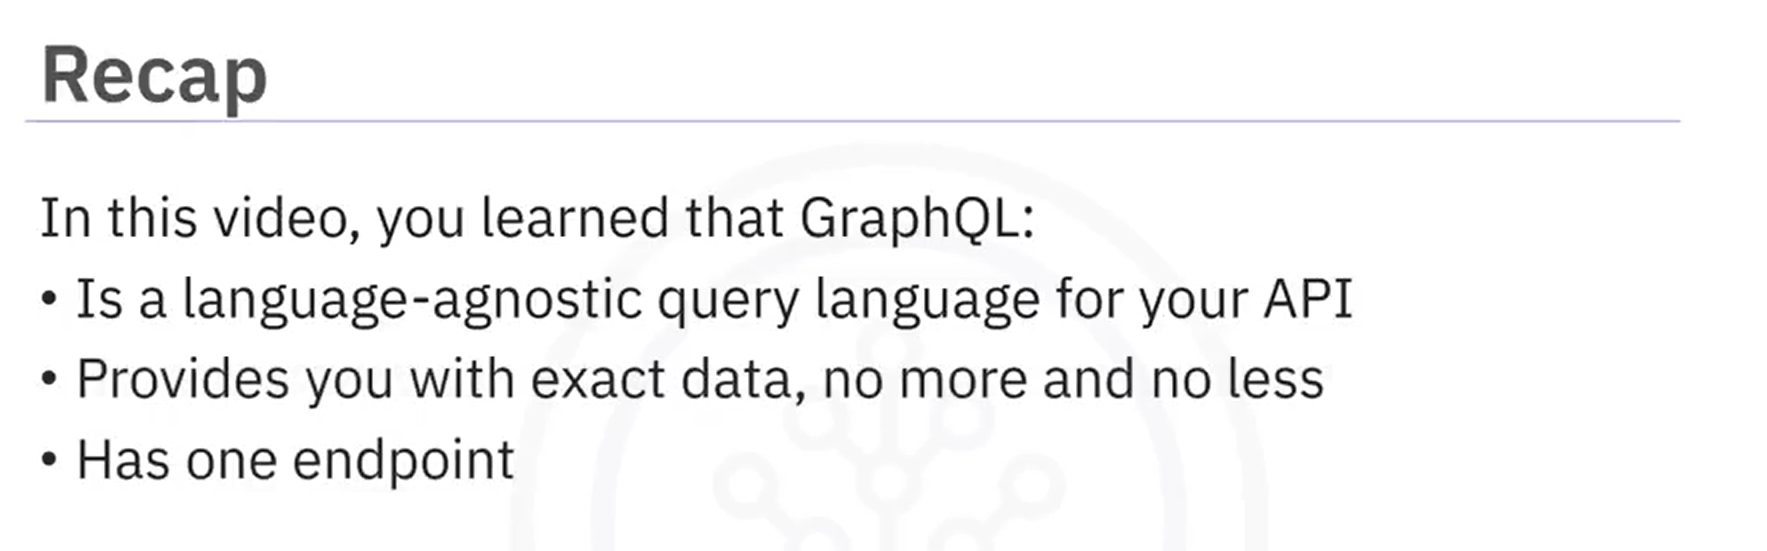 Recap
In this video, you learned that GraphQL:
• Is a language-agnostic query language for your API
• Provides you with exact data, no more and no less
• Has one endpoint